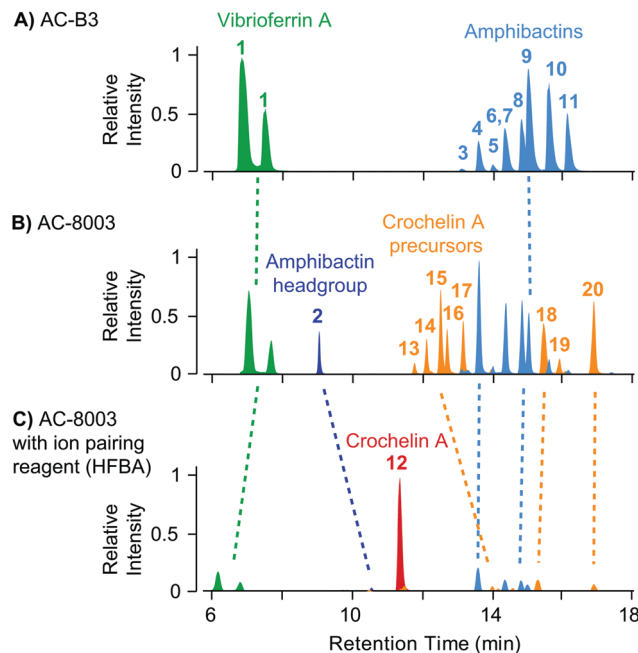 A) AC-B3
Vibrioferrin A
Amphibactins
Relative
Intensity
1
0.5
0
1
1
3
4
5
6,7
8
9
10
11
B) AC-8003
Amphibactin
headgroup
2
Crochelin A
precursors
Relative
Intensity
1
0.5
0
13
14
15
16
17
18
19
20
C) AC-8003
with ion pairing
reagent (HFBA)
Crochelin A
12
Relative
Intensity
1
0.5
0
6
10
14
16
18
Retention Time (min)